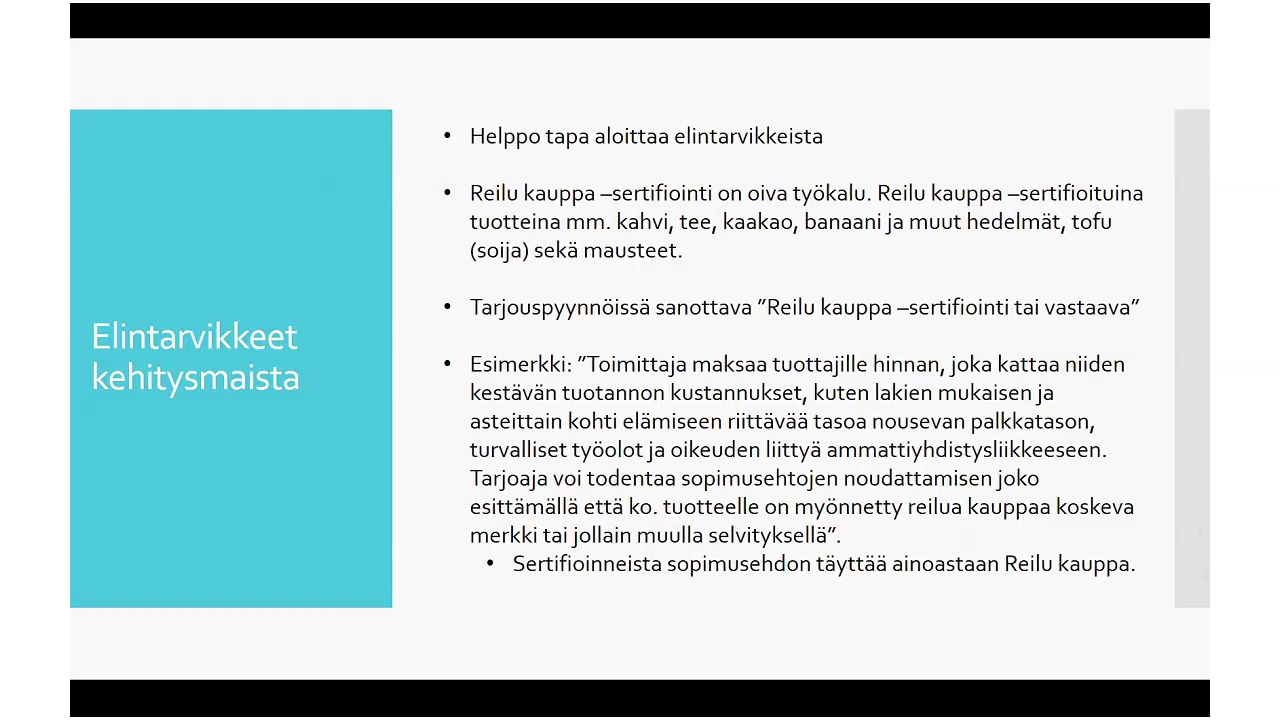 Elintarvikkeet
kehitysmaista
• Helppo tapa aloittaa elintarvikkeista
• Reilu kauppa –sertifiointi on oiva työkalu. Reilu kauppa –sertifioituina
tuotteina mm. kahvi, tee, kaakao, banaani ja muut hedelmät, tofu
(soija) sekä mausteet.
• Tarjouspyynnöissä sanottava ”Reilu kauppa –sertifiointi tai vastaava”
• Esimerkki: ”Toimittaja maksaa tuottajille hinnan, joka kattaa niiden
kestävän tuotannon kustannukset, kuten lakien mukaisen ja
asteittain kohti elämiseen riittävää tasoa nousevan palkkatason,
turvalliset työolot ja oikeuden liittyä ammattiyhdistysliikkeeseen.
Tarjoaja voi todentaa sopimusehtojen noudattamisen joko
esittämällä että ko. tuotteelle on myönnetty reilua kauppaa koskeva
merkki tai jollain muulla selvityksellä”.
• Sertifioinneista sopimusehdon täyttää ainoastaan Reilu kauppa.